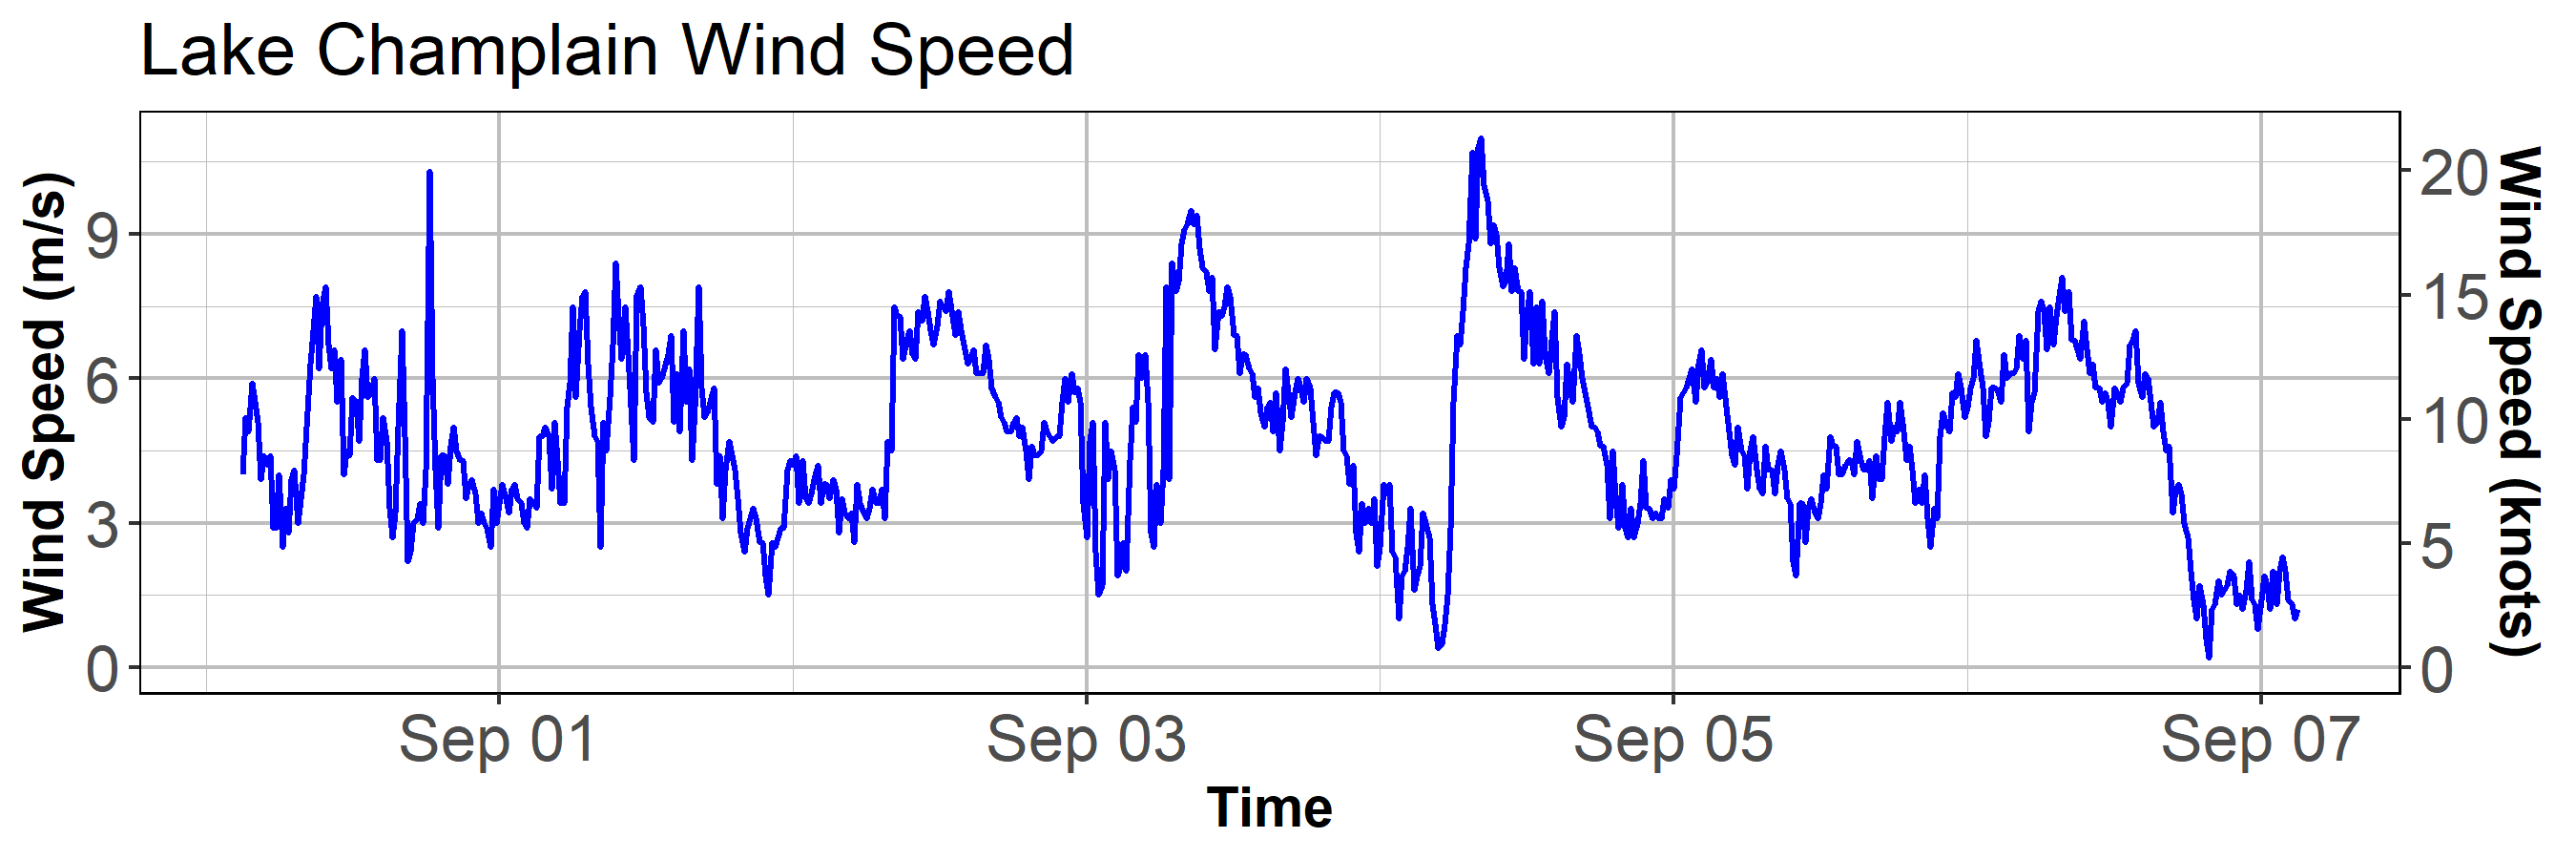 Lake Champlain Wind Speed
Wind Speed (m/s)
9
6
3
0
20
15
10
5
0
Wind Speed (knots)
Sep 01
Sep 03
Sep 05
Sep 07
Time